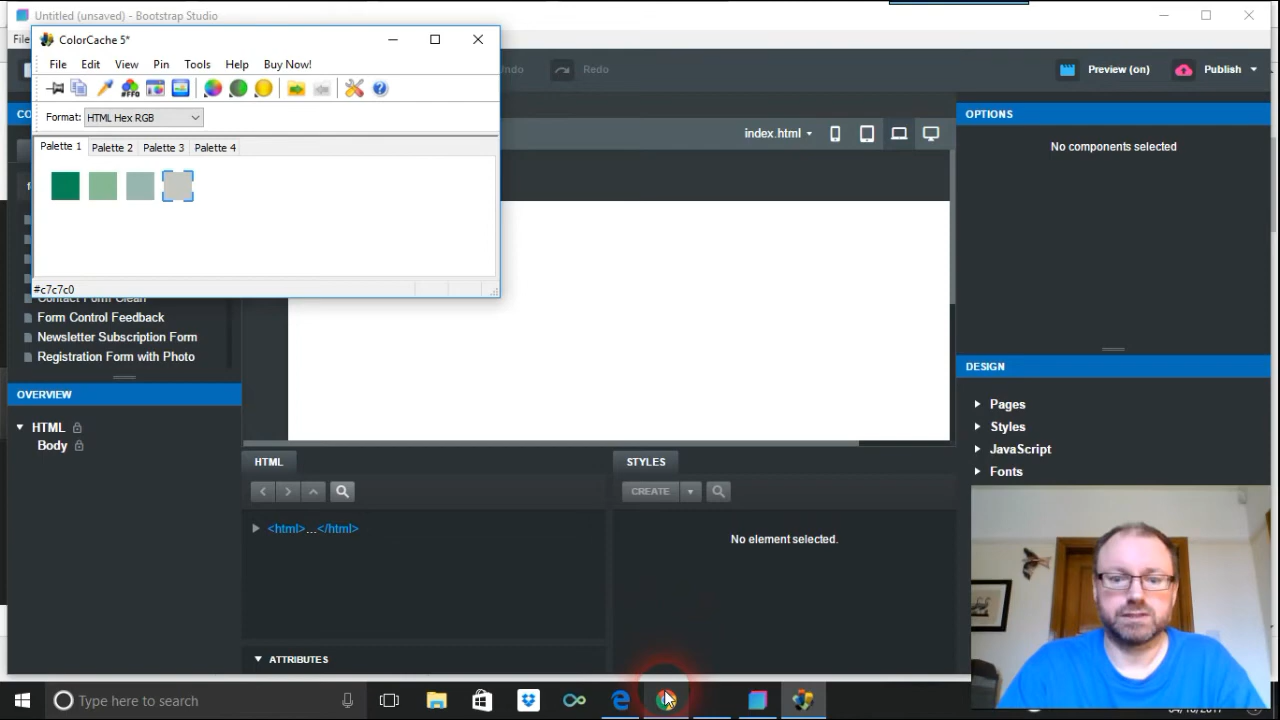 Untitled (unsaved) - Bootstrap Studio
ColorCache 5*
File Edit View Pin Tools Help Buy Now!
Redo
Preview (on)
Publish
Format: HTML Hex RGB
OPTIONS
index.html
Palette 1 Palette 2 Palette 3 Palette 4
No components selected
#c7c7c0
Contact Form Clean
Form Control Feedback
Newsletter Subscription Form
Registration Form with Photo
DESIGN
OVERVIEW
Pages
HTML
Styles
Body
JavaScript
HTML
STYLES
Fonts
CREATE
<html>...</html>
No element selected.
ATTRIBUTES
Type here to search